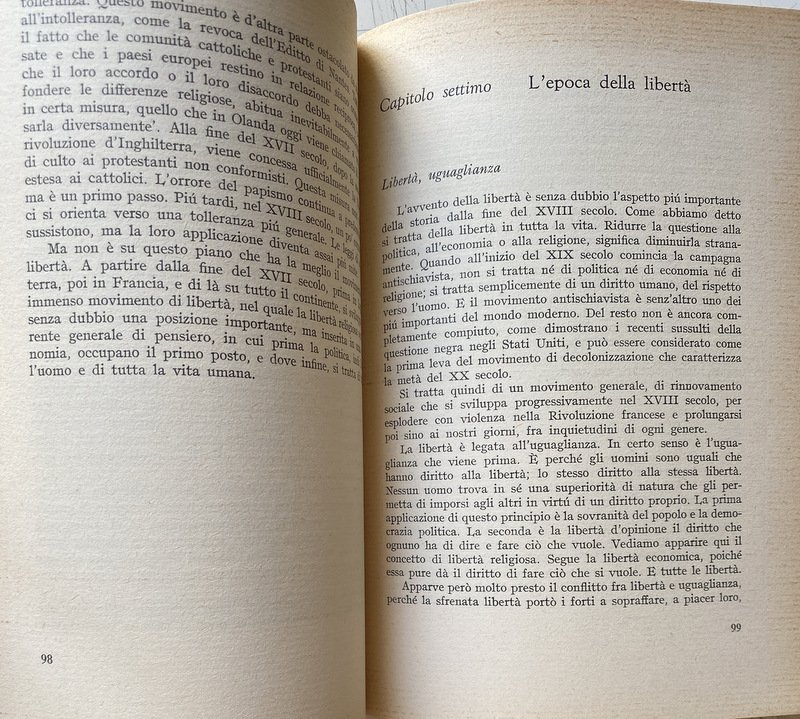 tolleranza. Questo movimento è d'altra parte ostacolato
all'intolleranza, come la revoca dell'Editto di Nantes
il fatto che le comunità cattoliche e protestanti siano
sate e che i paesi europei restino in relazione
che il loro accordo o il loro disaccordo debba
fondere le differenze religiose, abitua inevitabilmente
in certa misura, quello che in Olanda oggi viene
sarla diversamente'. Alla fine del XVII secolo, dopo la
rivoluzione d'Inghilterra, viene concessa ufficialmente la
di culto ai protestanti non conformisti. Questa misura
estesa ai cattolici. L'orrore del papismo continua a
ma è un primo passo. Piú tardi, nel XVIII secolo, un po'
ci si orienta verso una tolleranza piú generale. Le leggi
sussistono, ma la loro applicazione diventa assai piú
Ma non è su questo piano che ha la meglio il
libertà. A partire dalla fine del XVII secolo, prima in
terra, poi in Francia, e di là su tutto il continente, si
immenso movimento di libertà, nel quale la libertà religiosa
senza dubbio una posizione importante, ma inserita in
rente generale di pensiero, in cui prima la politica,
nomia, occupano il primo posto, e dove infine, si tratta
l'uomo e di tutta la vita umana.
98
Capitolo settimo L'epoca della libertà
Libertà, uguaglianza
L'avvento della libertà è senza dubbio l'aspetto piú importante
della storia dalla fine del XVIII secolo. Come abbiamo detto
si tratta della libertà in tutta la vita. Ridurre la questione alla
politica, all'economia o alla religione, significa diminuirla strana-
mente. Quando all'inizio del XIX secolo comincia la campagna
antischiavista, non si tratta né di politica né di economia né di
religione; si tratta semplicemente di un diritto umano, del rispetto
verso l'uomo. E il movimento antischiavista è senz'altro uno dei
piú importanti del mondo moderno. Del resto non è ancora com-
pletamente compiuto, come dimostrano i recenti sussulti della
questione negra negli Stati Uniti, e può essere considerato come
la prima leva del movimento di decolonizzazione che caratterizza
la metà del XX secolo.
Si tratta quindi di un movimento generale, di rinnovamento
sociale che si sviluppa progressivamente nel XVIII secolo, per
esplodere con violenza nella Rivoluzione francese e prolungarsi
poi sino ai nostri giorni, fra inquietudini di ogni genere.
La libertà è legata all'uguaglianza. In certo senso è l'ugua-
glianza che viene prima. È perché gli uomini sono uguali che
hanno diritto alla libertà; lo stesso diritto alla stessa libertà.
Nessun uomo trova in sé una superiorità di natura che gli per-
metta di imporsi agli altri in virtú di un diritto proprio. La prima
applicazione di questo principio è la sovranità del popolo e la demo-
crazia politica. La seconda è la libertà d'opinione il diritto che
ognuno ha di dire e fare ciò che vuole. Vediamo apparire qui il
concetto di libertà religiosa. Segue la libertà economica, poiché
essa pure dà il diritto di fare ciò che si vuole. E tutte le libertà.
Apparve però molto presto il conflitto fra libertà e uguaglianza,
perché la sfrenata libertà portò i forti a sopraffare, a piacer loro,
99